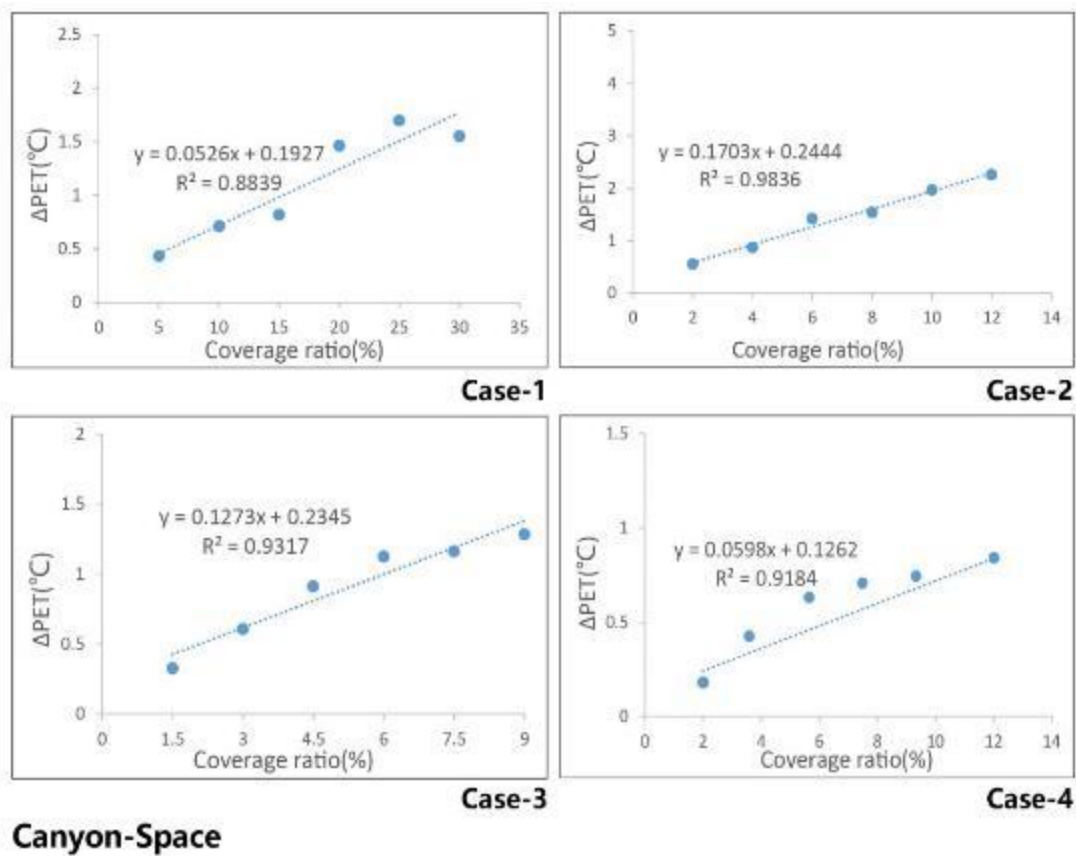 2.5
2
1.5
1
0.5
0
ΔPET(℃)
y = 0.0526x + 0.1927
R² = 0.8839
0 5 10 15 20 25 30 35
Coverage ratio(%)
Case-1
5
4
3
2
1
0
ΔPET(℃)
y = 0.1703x + 0.2444
R² = 0.9836
0 2 4 6 8 10 12 14
Coverage ratio(%)
Case-2
2
1.5
1
0.5
0
ΔPET(℃)
y = 0.1273x + 0.2345
R² = 0.9317
0 1.5 3 4.5 6 7.5 9
Coverage ratio(%)
Case-3
1.5
1
0.5
0
ΔPET(℃)
y = 0.0598x + 0.1262
R² = 0.9184
0 2 4 6 8 10 12 14
Coverage ratio(%)
Case-4
Canyon-Space